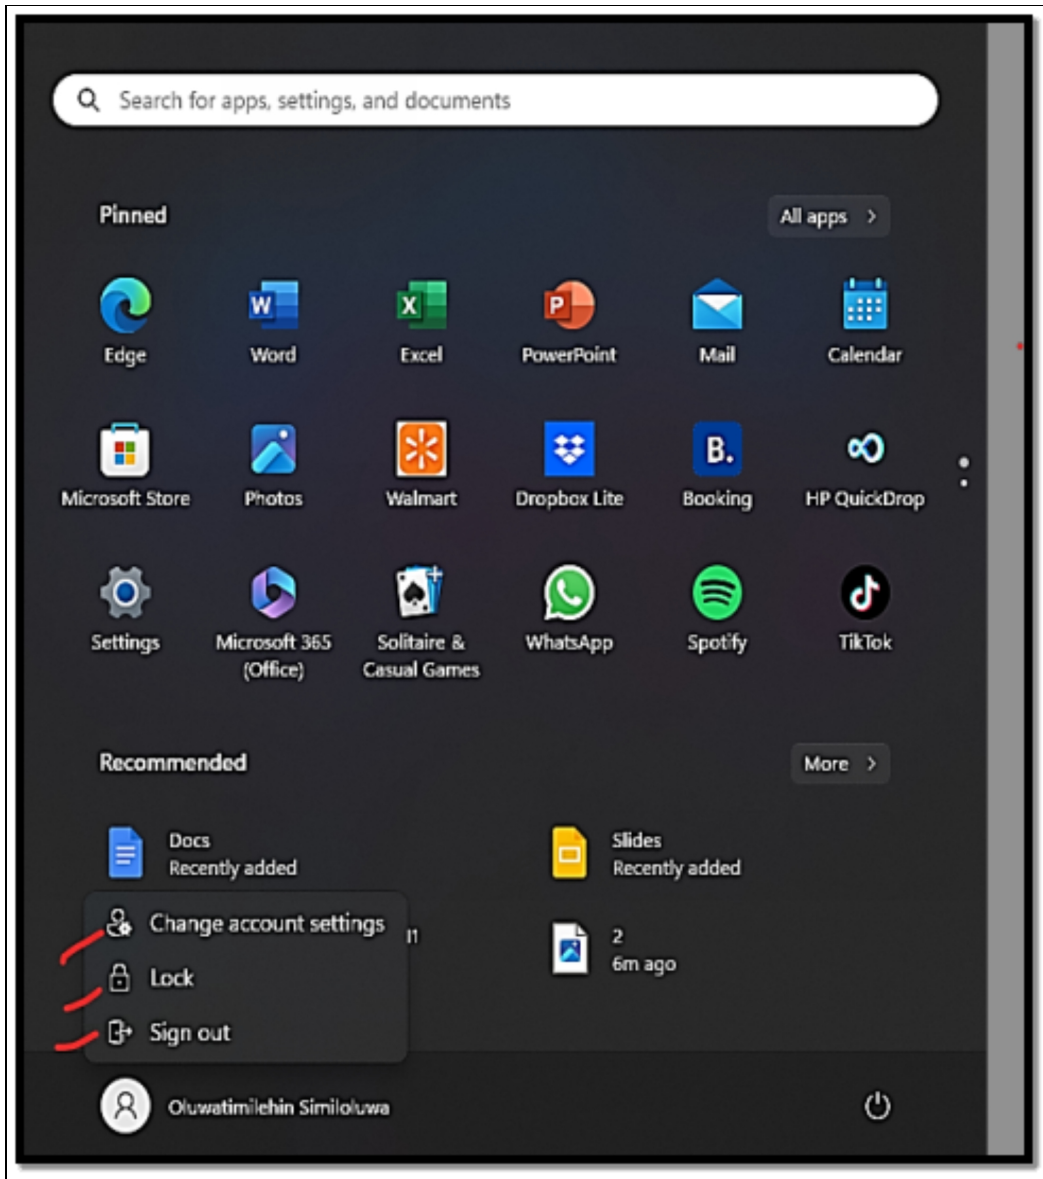 Search for apps, settings, and documents
Pinned
All apps
Edge
Word
Excel
PowerPoint
Mail
Calendar
Microsoft Store
Photos
Walmart
Dropbox Lite
B.
Booking
HP QuickDrop
Settings
Microsoft 365
(Office)
Solitaire &
Casual Games
WhatsApp
Spotify
TikTok
Recommended
More
Docs
Recently added
Slides
Recently added
Change account settings
2
6m ago
Lock
Sign out
Oluwatimilehin Similoluwa